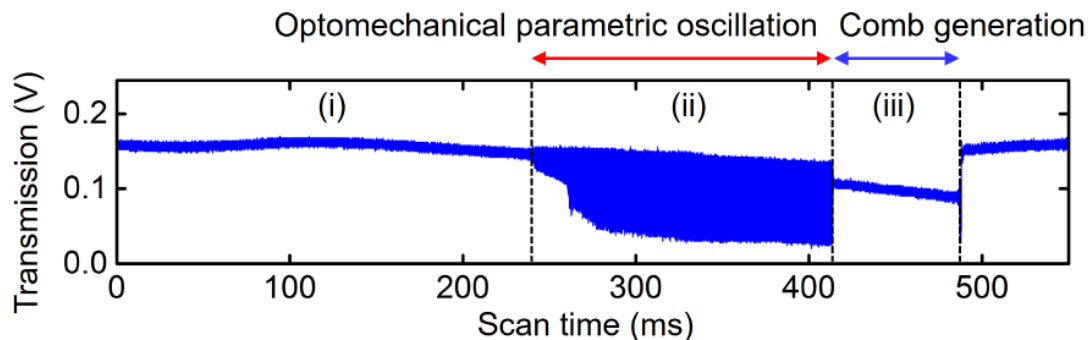 Optomechanical parametric oscillation Comb generation
(i) (ii) (iii)
Transmission (V)
0.2
0.1
0.0
0 100 200 300 400 500
Scan time (ms)